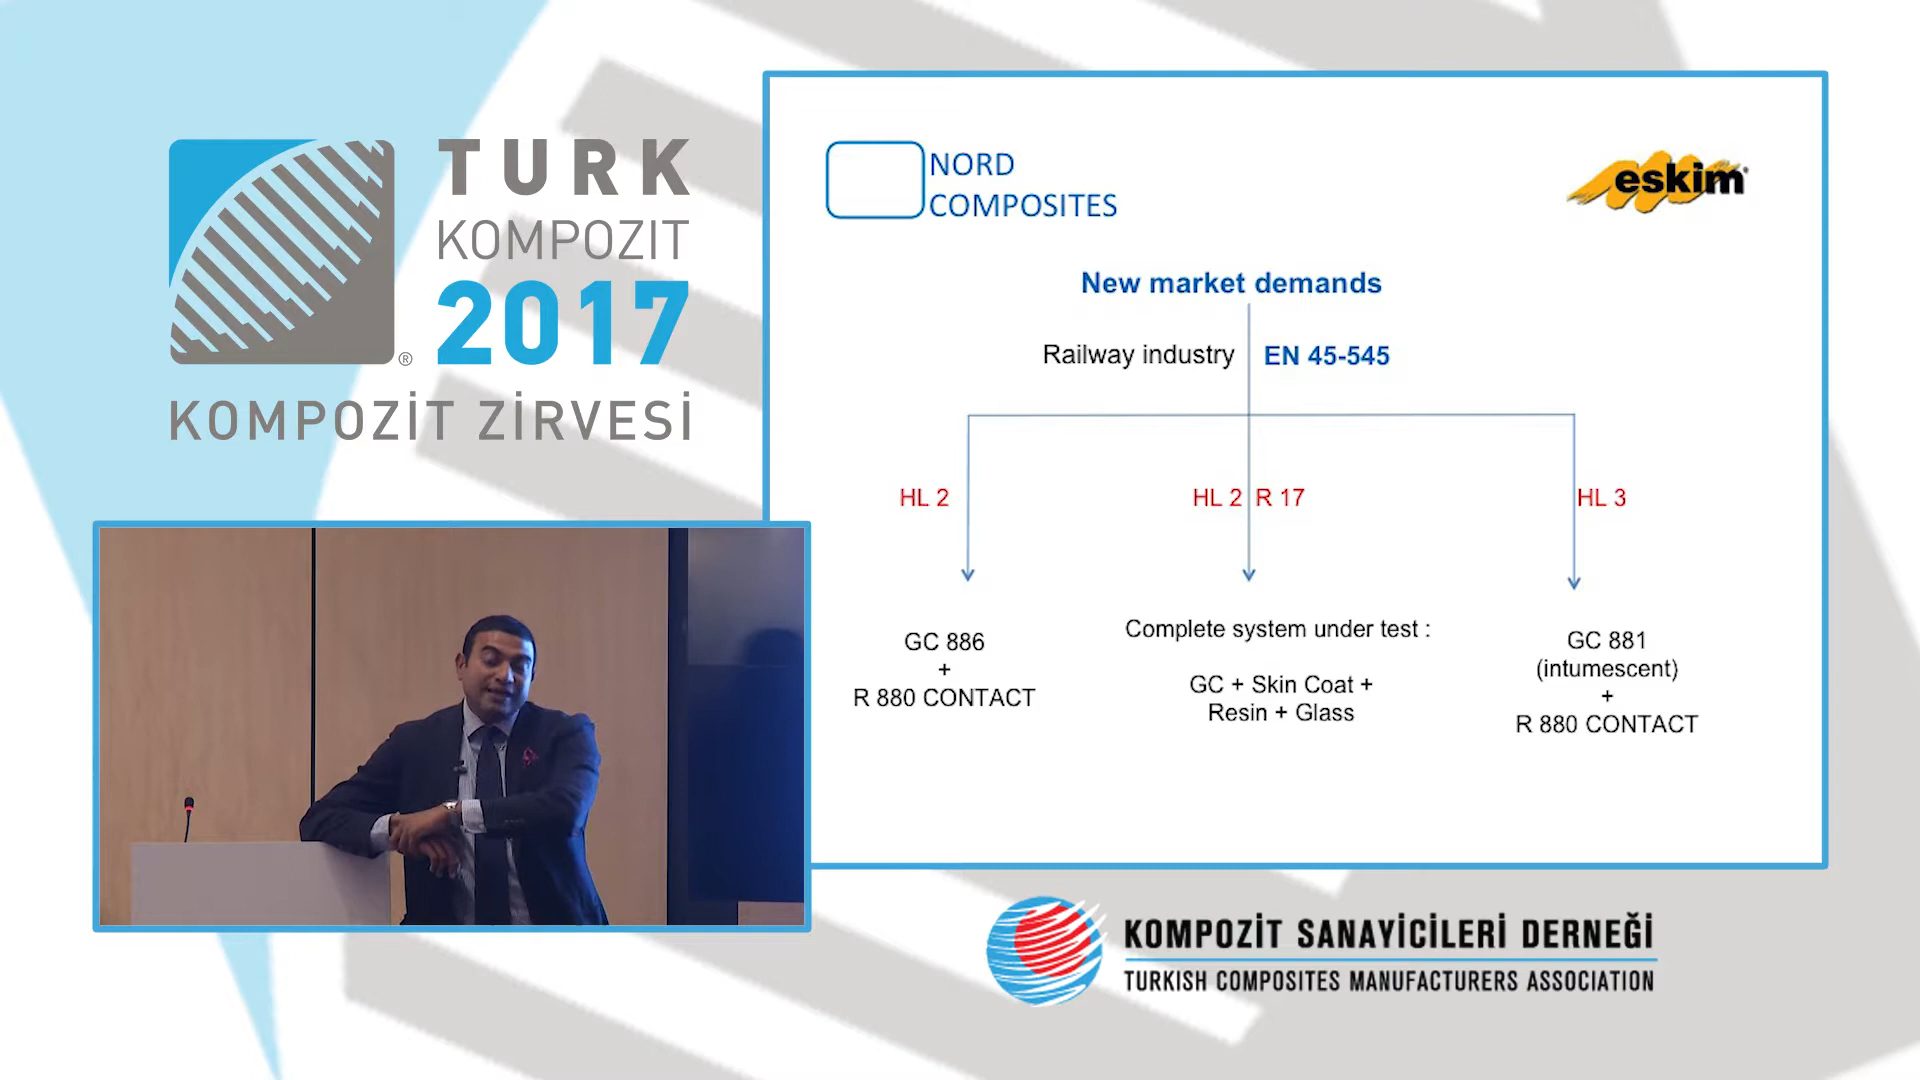 TURK
KOMPOZIT
2017
®
KOMPOZİT ZİRVESİ
NORD
COMPOSITES
eskim
New market demands
Railway industry EN 45-545
HL 2
HL 2 R 17
HL 3
GC 886
+
R 880 CONTACT
Complete system under test :
GC + Skin Coat +
Resin + Glass
GC 881
(intumescent)
+
R 880 CONTACT
KOMPOZİT SANAYİCİLERİ DERNEĞİ
TURKISH COMPOSITES MANUFACTURERS ASSOCIATION